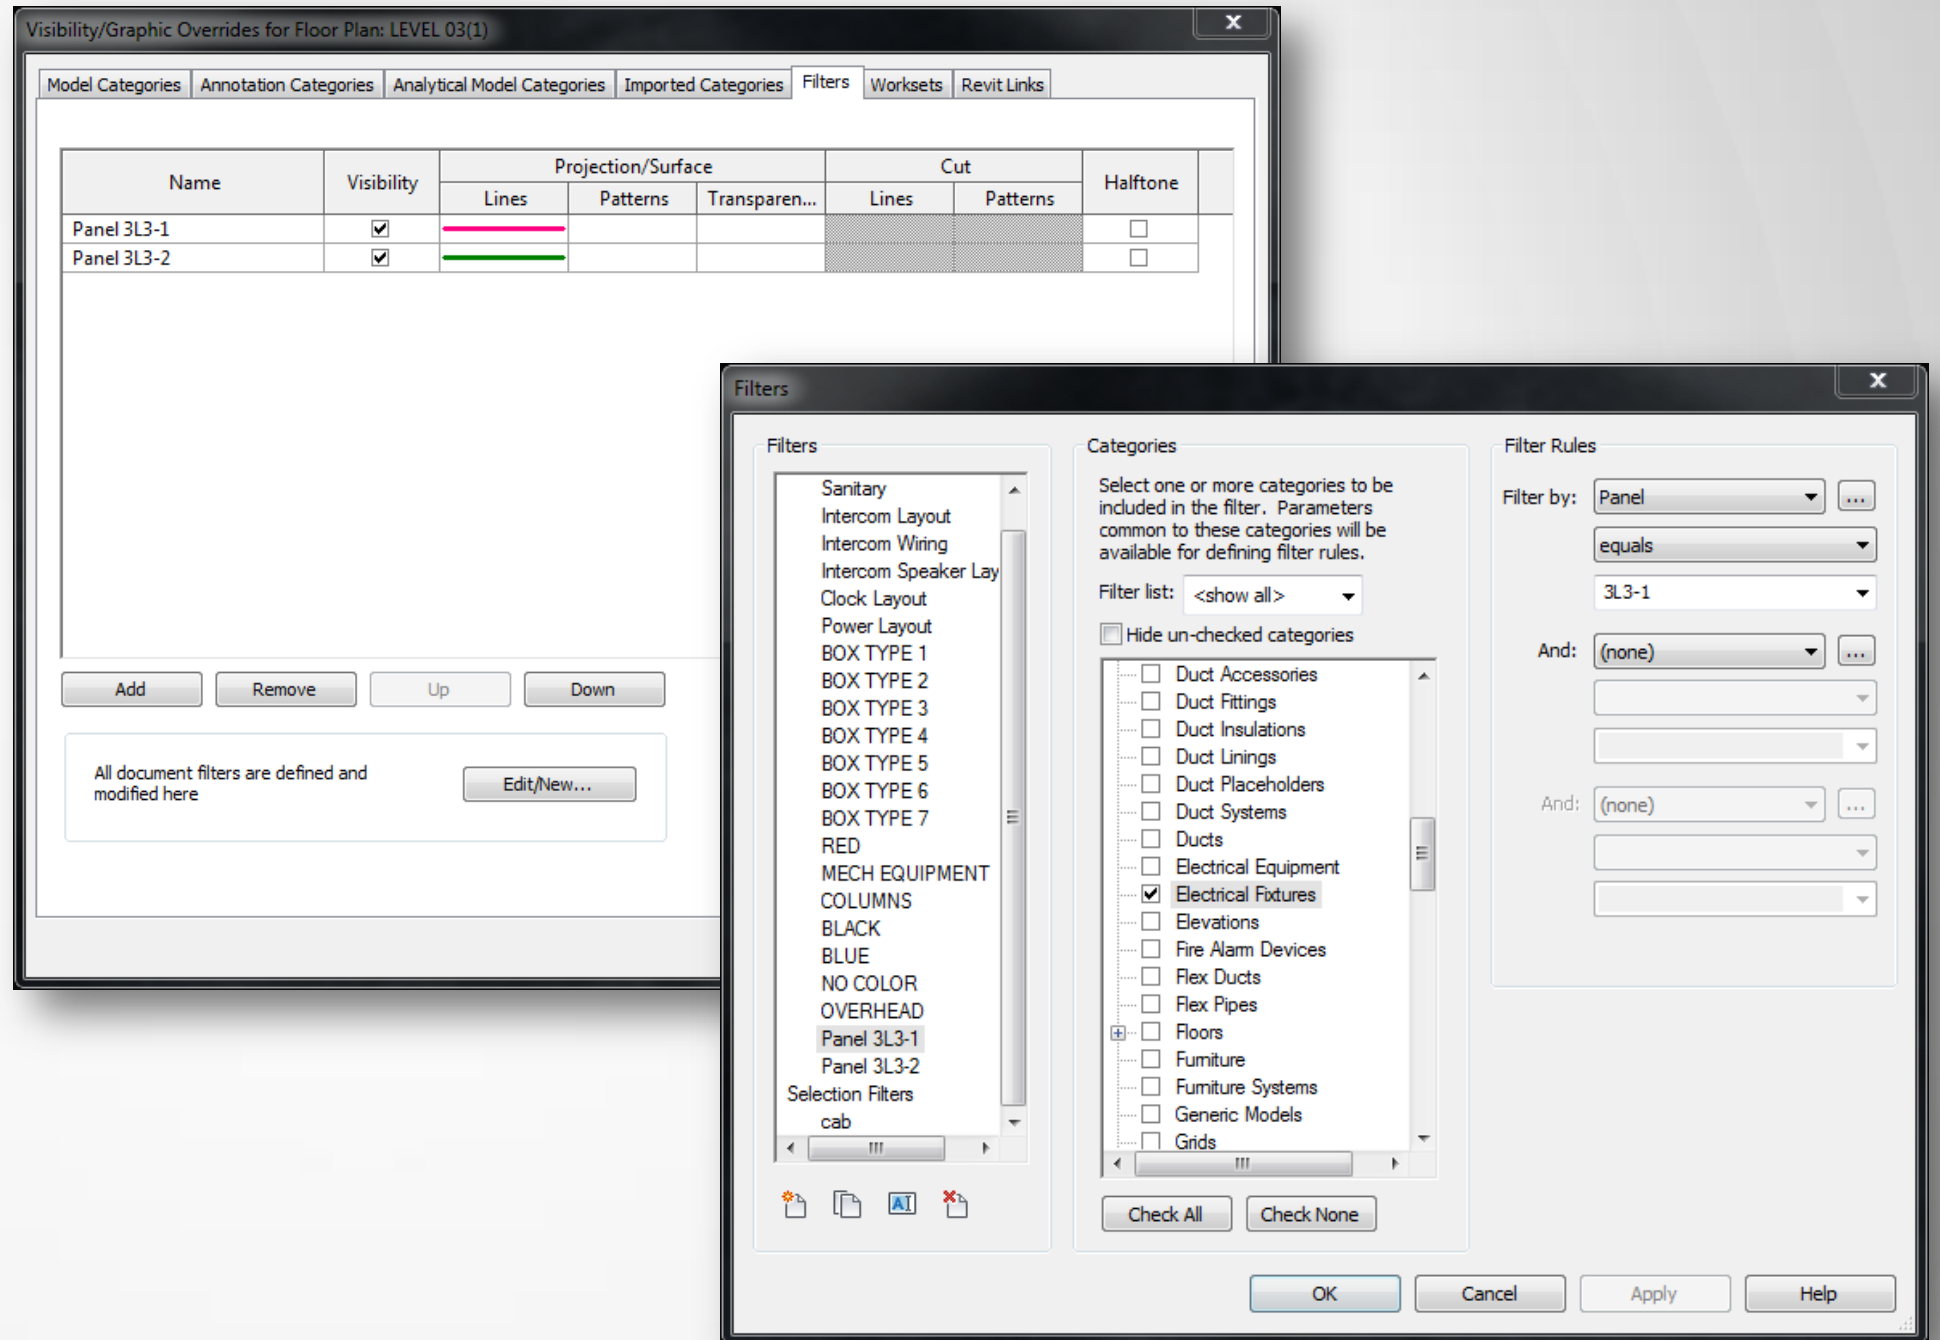 Visibility/Graphic Overrides for Floor Plan: LEVEL 03(1)
x
Model Categories Annotation Categories Analytical Model Categories Imported Categories Filters Worksets Revit Links
Name Visibility Projection/Surface Cut Halftone
Lines Patterns Transparen... Lines Patterns
Panel 3L3-1
Panel 3L3-2
Add Remove Up Down
All document filters are defined and
modified here
Edit/New...
Filters
x
Filters
Sanitary
Intercom Layout
Intercom Wiring
Intercom Speaker Lay
Clock Layout
Power Layout
BOX TYPE 1
BOX TYPE 2
BOX TYPE 3
BOX TYPE 4
BOX TYPE 5
BOX TYPE 6
BOX TYPE 7
RED
MECH EQUIPMENT
COLUMNS
BLACK
BLUE
NO COLOR
OVERHEAD
Panel 3L3-1
Panel 3L3-2
Selection Filters
cab
AI
Categories
Select one or more categories to be
included in the filter. Parameters
common to these categories will be
available for defining filter rules.
Filter list: <show all>
Hide un-checked categories
Duct Accessories
Duct Fittings
Duct Insulations
Duct Linings
Duct Placeholders
Duct Systems
Ducts
Electrical Equipment
Electrical Fixtures
Elevations
Fire Alarm Devices
Flex Ducts
Flex Pipes
Floors
Furniture
Furniture Systems
Generic Models
Grids
Check All Check None
Filter Rules
Filter by: Panel ...
equals
3L3-1
And: (none) ...
And: (none) ...
OK Cancel Apply Help